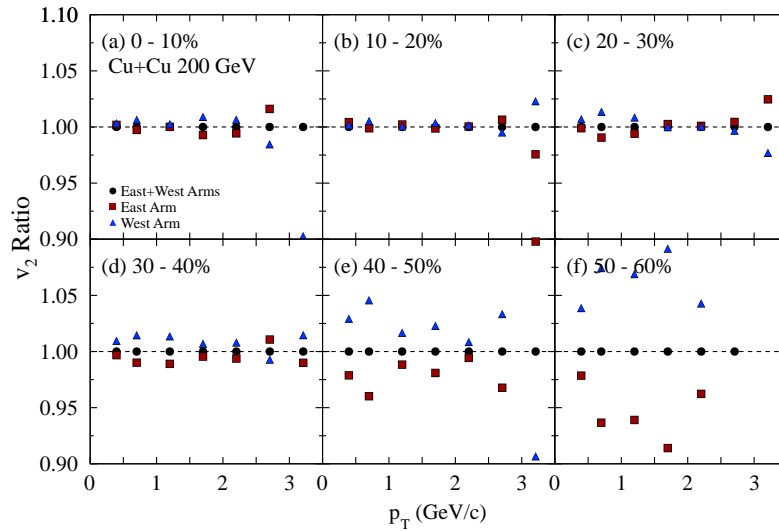 1.10
(a) 0 - 10%
(b) 10 - 20%
(c) 20 - 30%
Cu+Cu 200 GeV
1.05
1.00
0.95
East+West Arms
East Arm
West Arm
0.90
v2 Ratio
(d) 30 - 40%
(e) 40 - 50%
(f) 50 - 60%
1.05
1.00
0.95
0.90
0 1 2 3 0 1 2 3 0 1 2 3
pT (GeV/c)